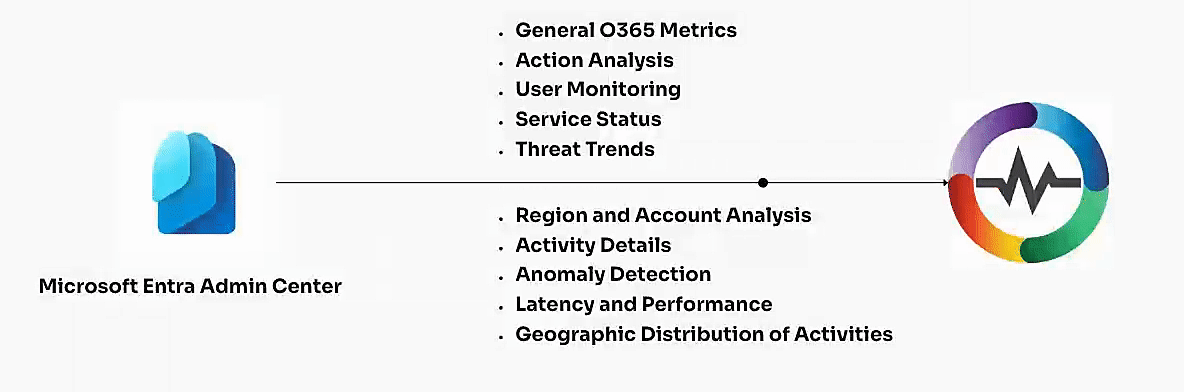 • General O365 Metrics
• Action Analysis
• User Monitoring
• Service Status
• Threat Trends
• Region and Account Analysis
• Activity Details
• Anomaly Detection
• Latency and Performance
• Geographic Distribution of Activities
Microsoft Entra Admin Center